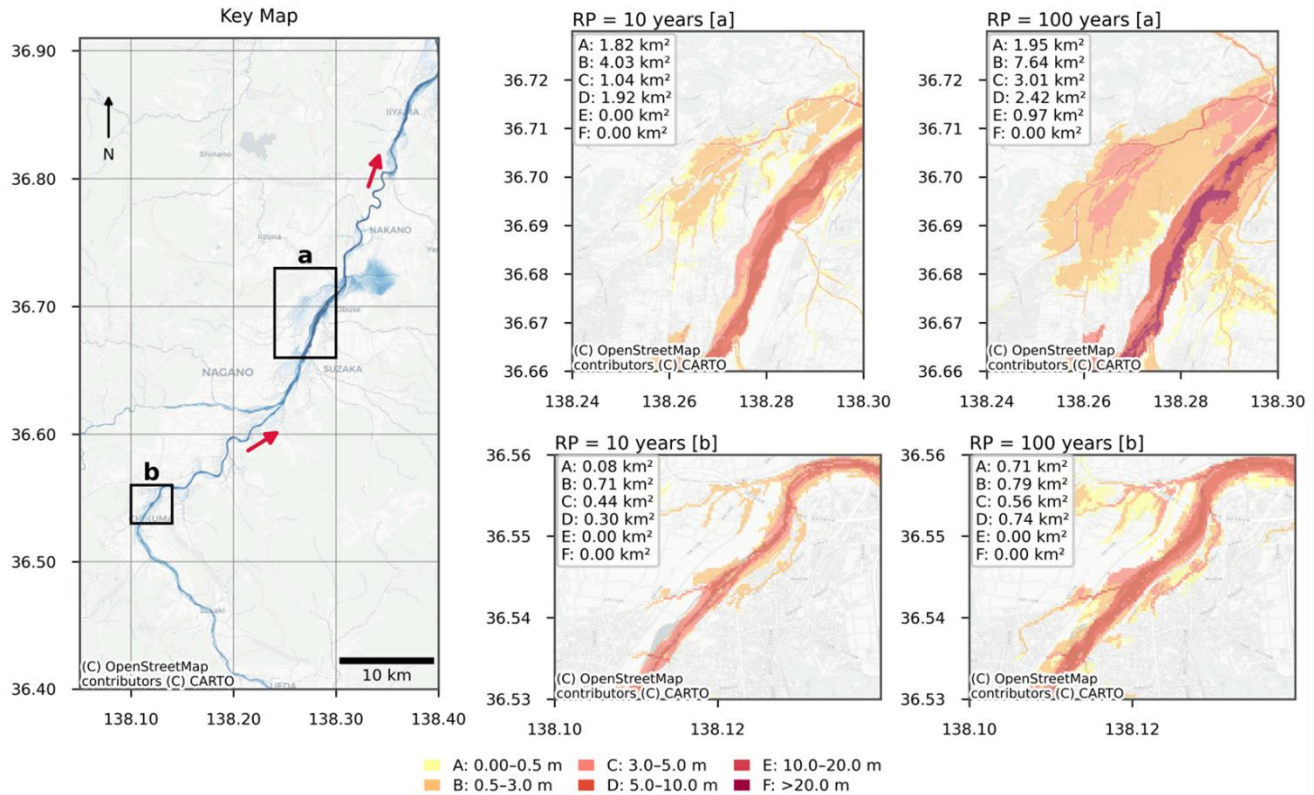 Key Map
36.90
36.80
36.70
36.60
36.50
36.40
N
IIYAMA
Shinano
Iizuna
NAKANO
a
Obuse
NAGANO
SUZAKA
b
(C) OpenStreetMap
contributors (C) CARTO
10 km
138.10
138.20
138.30
138.40
RP = 10 years [a]
A: 1.82 km²
B: 4.03 km²
C: 1.04 km²
D: 1.92 km²
E: 0.00 km²
F: 0.00 km²
36.72
36.71
36.70
36.69
36.68
36.67
36.66
(C) OpenStreetMap
contributors (C) CARTO
138.24
138.26
138.28
138.30
RP = 100 years [a]
A: 1.95 km²
B: 7.64 km²
C: 3.01 km²
D: 2.42 km²
E: 0.97 km²
F: 0.00 km²
36.72
36.71
36.70
36.69
36.68
36.67
36.66
(C) OpenStreetMap
contributors (C) CARTO
138.24
138.26
138.28
138.30
RP = 10 years [b]
A: 0.08 km²
B: 0.71 km²
C: 0.44 km²
D: 0.30 km²
E: 0.00 km²
F: 0.00 km²
36.56
36.55
36.54
36.53
(C) OpenStreetMap
contributors (C) CARTO
138.10
138.12
RP = 100 years [b]
A: 0.71 km²
B: 0.79 km²
C: 0.56 km²
D: 0.74 km²
E: 0.00 km²
F: 0.00 km²
36.56
36.55
36.54
36.53
(C) OpenStreetMap
contributors (C) CARTO
138.10
138.12
A: 0.00–0.5 m
B: 0.5–3.0 m
C: 3.0–5.0 m
D: 5.0–10.0 m
E: 10.0–20.0 m
F: >20.0 m